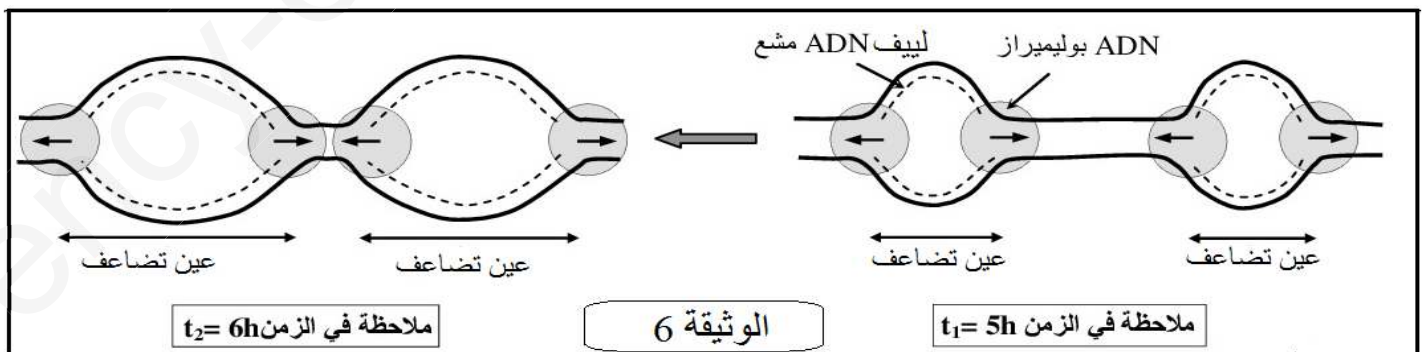 لييف ADN مشع
ADN بوليميراز
عين تضاعف
عين تضاعف
عين تضاعف
عين تضاعف
ملاحظة في الزمن t₁= 5h
الوثيقة 6
ملاحظة في الزمن t₂= 6h